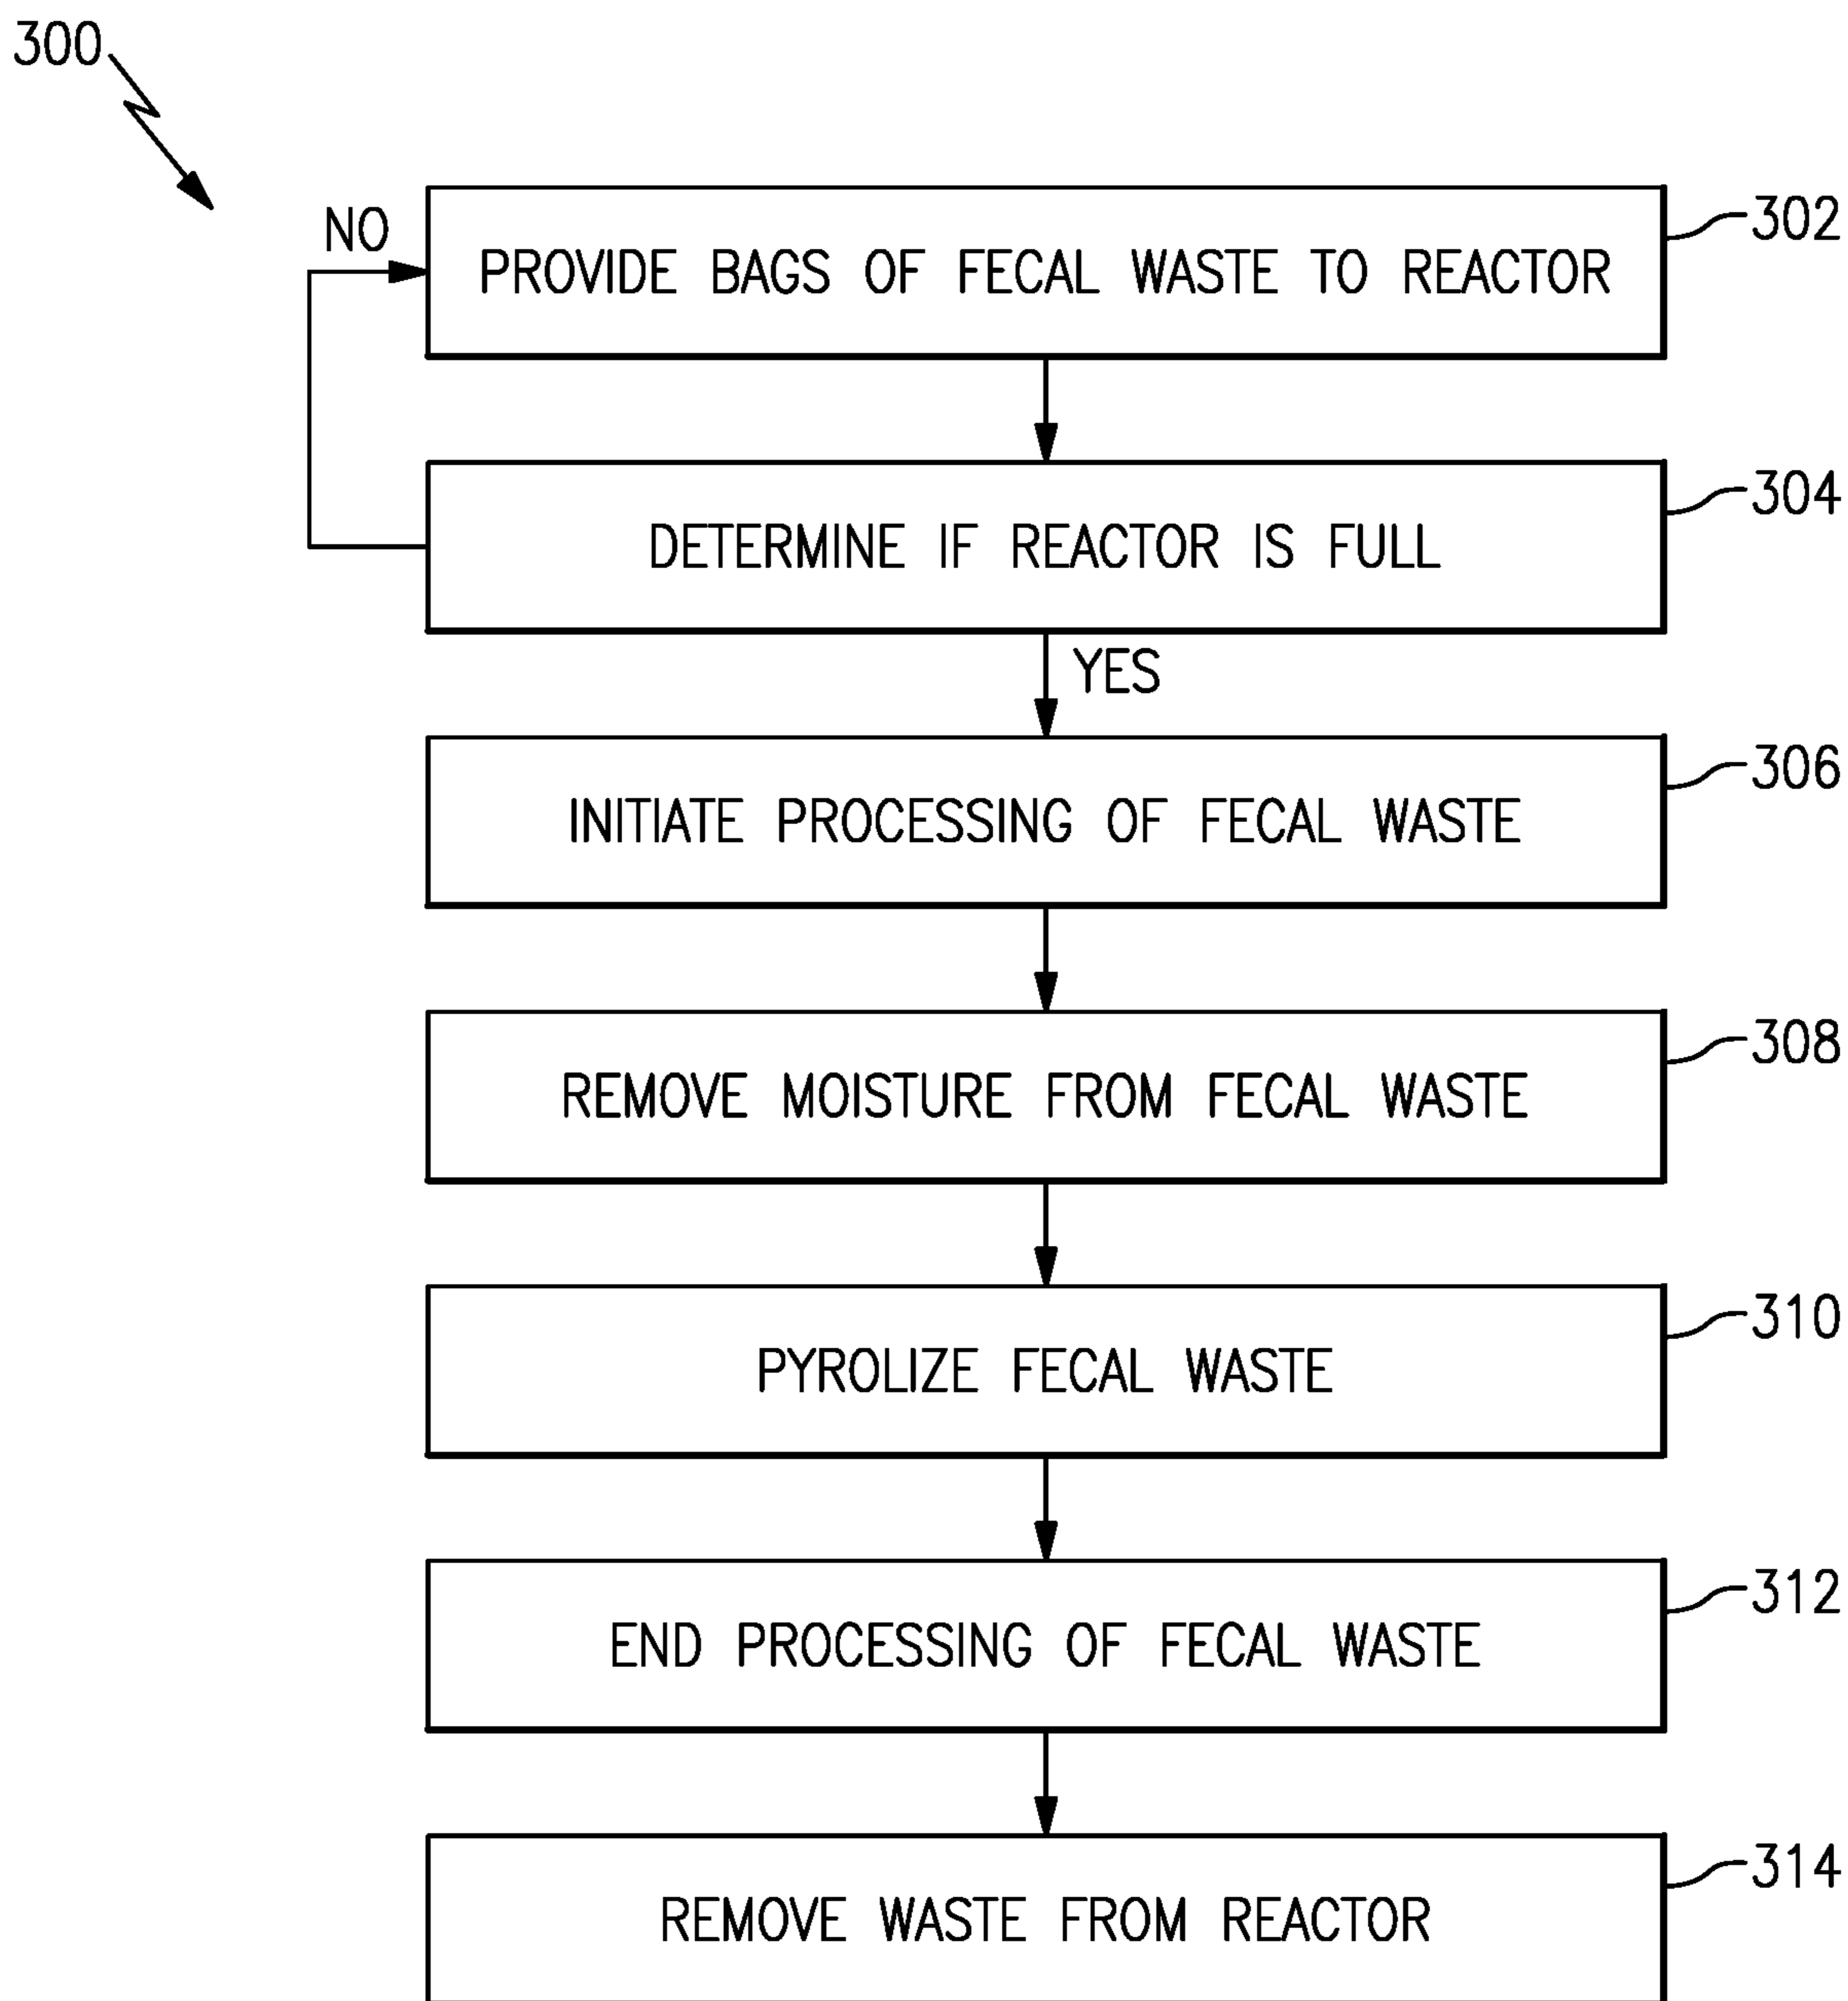 300
NO
PROVIDE BAGS OF FECAL WASTE TO REACTOR
302
DETERMINE IF REACTOR IS FULL
304
YES
INITIATE PROCESSING OF FECAL WASTE
306
REMOVE MOISTURE FROM FECAL WASTE
308
PYROLIZE FECAL WASTE
310
END PROCESSING OF FECAL WASTE
312
REMOVE WASTE FROM REACTOR
314